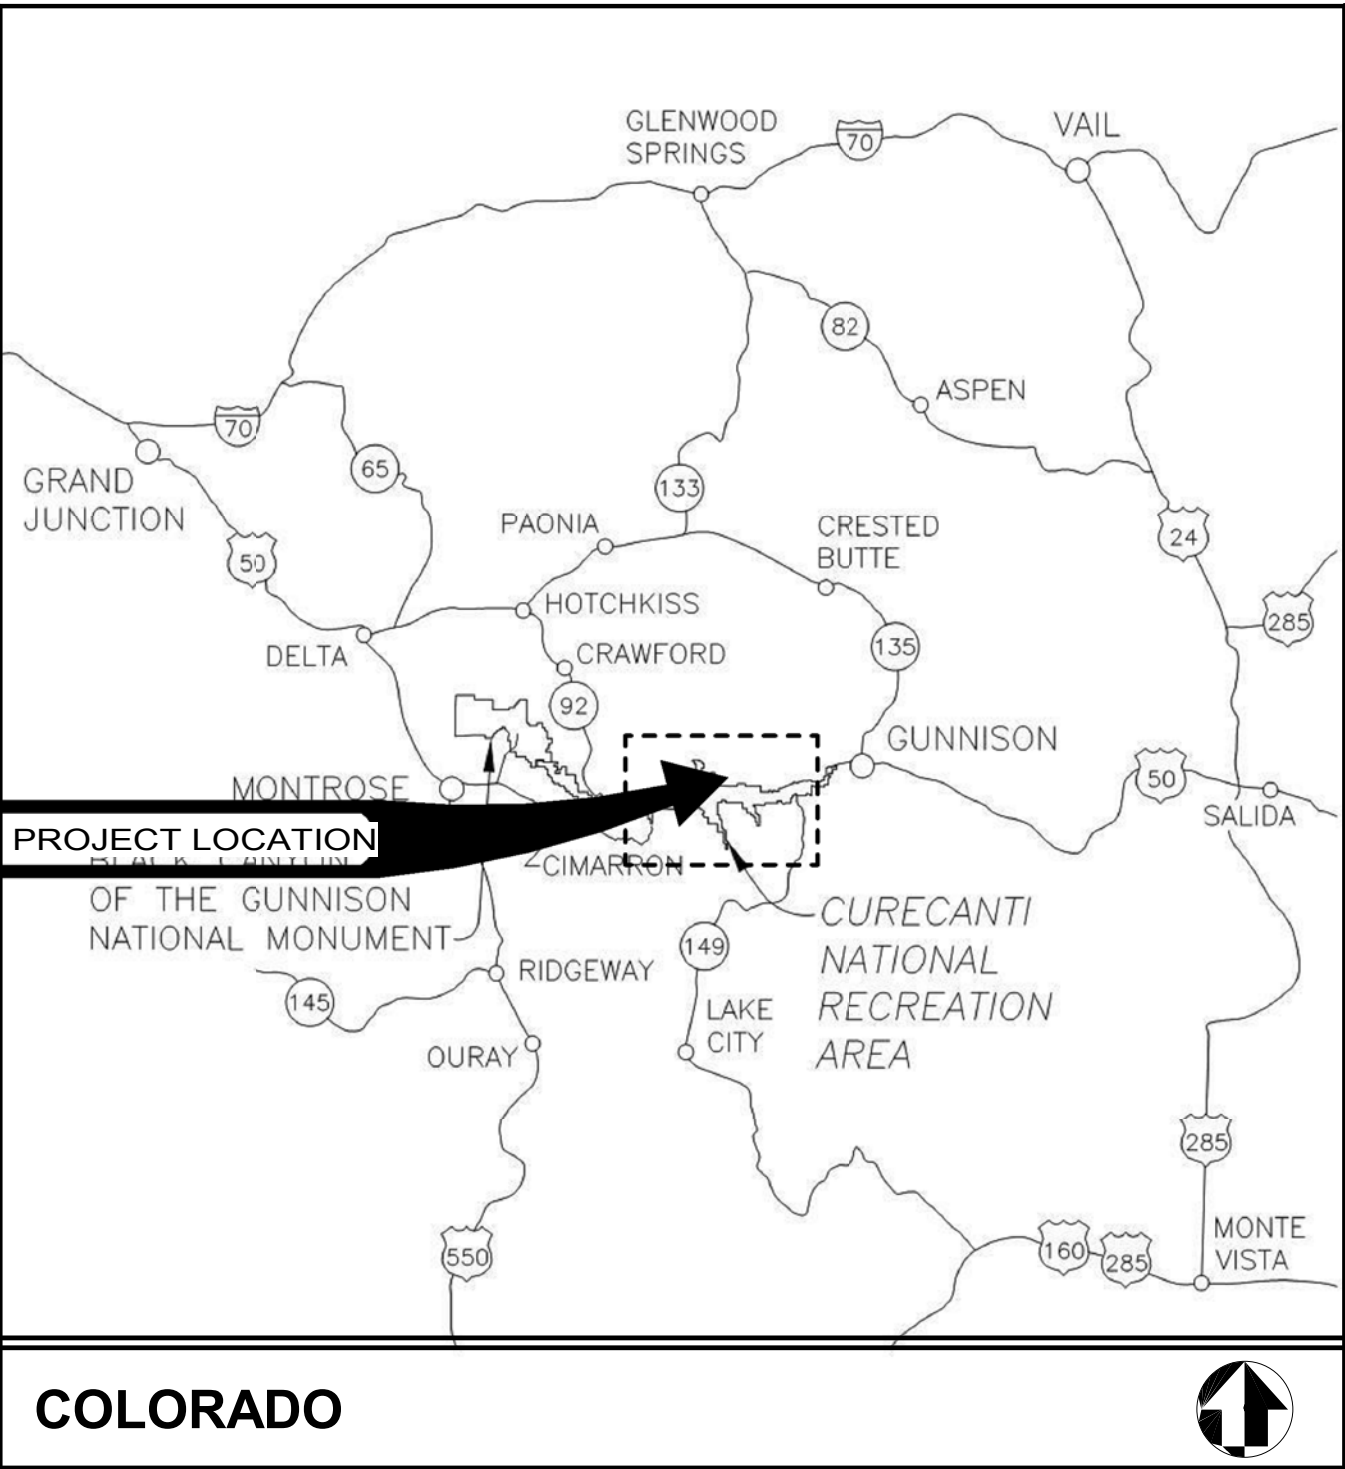 GLENWOOD
SPRINGS
70
VAIL
82
ASPEN
70
GRAND
JUNCTION
65
133
50
PAONIA
CRESTED
BUTTE
24
HOTCHKISS
285
DELTA
CRAWFORD
135
92
GUNNISON
MONTROSE
50
SALIDA
PROJECT LOCATION
BLACK CANYON
OF THE GUNNISON
NATIONAL MONUMENT
CIMARRON
CURECANTI
NATIONAL
RECREATION
AREA
149
RIDGEWAY
145
LAKE
CITY
OURAY
285
550
160
285
MONTE
VISTA
COLORADO